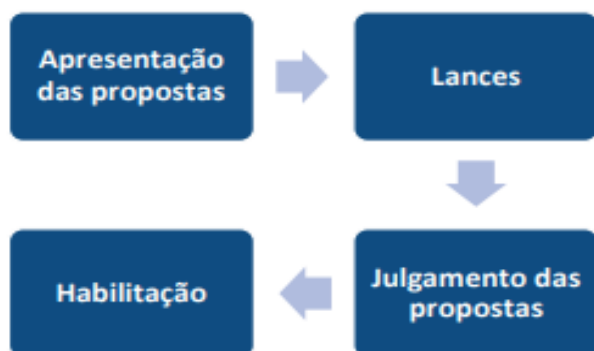 Apresentação
das propostas
Lances
Julgamento das
propostas
Habilitação